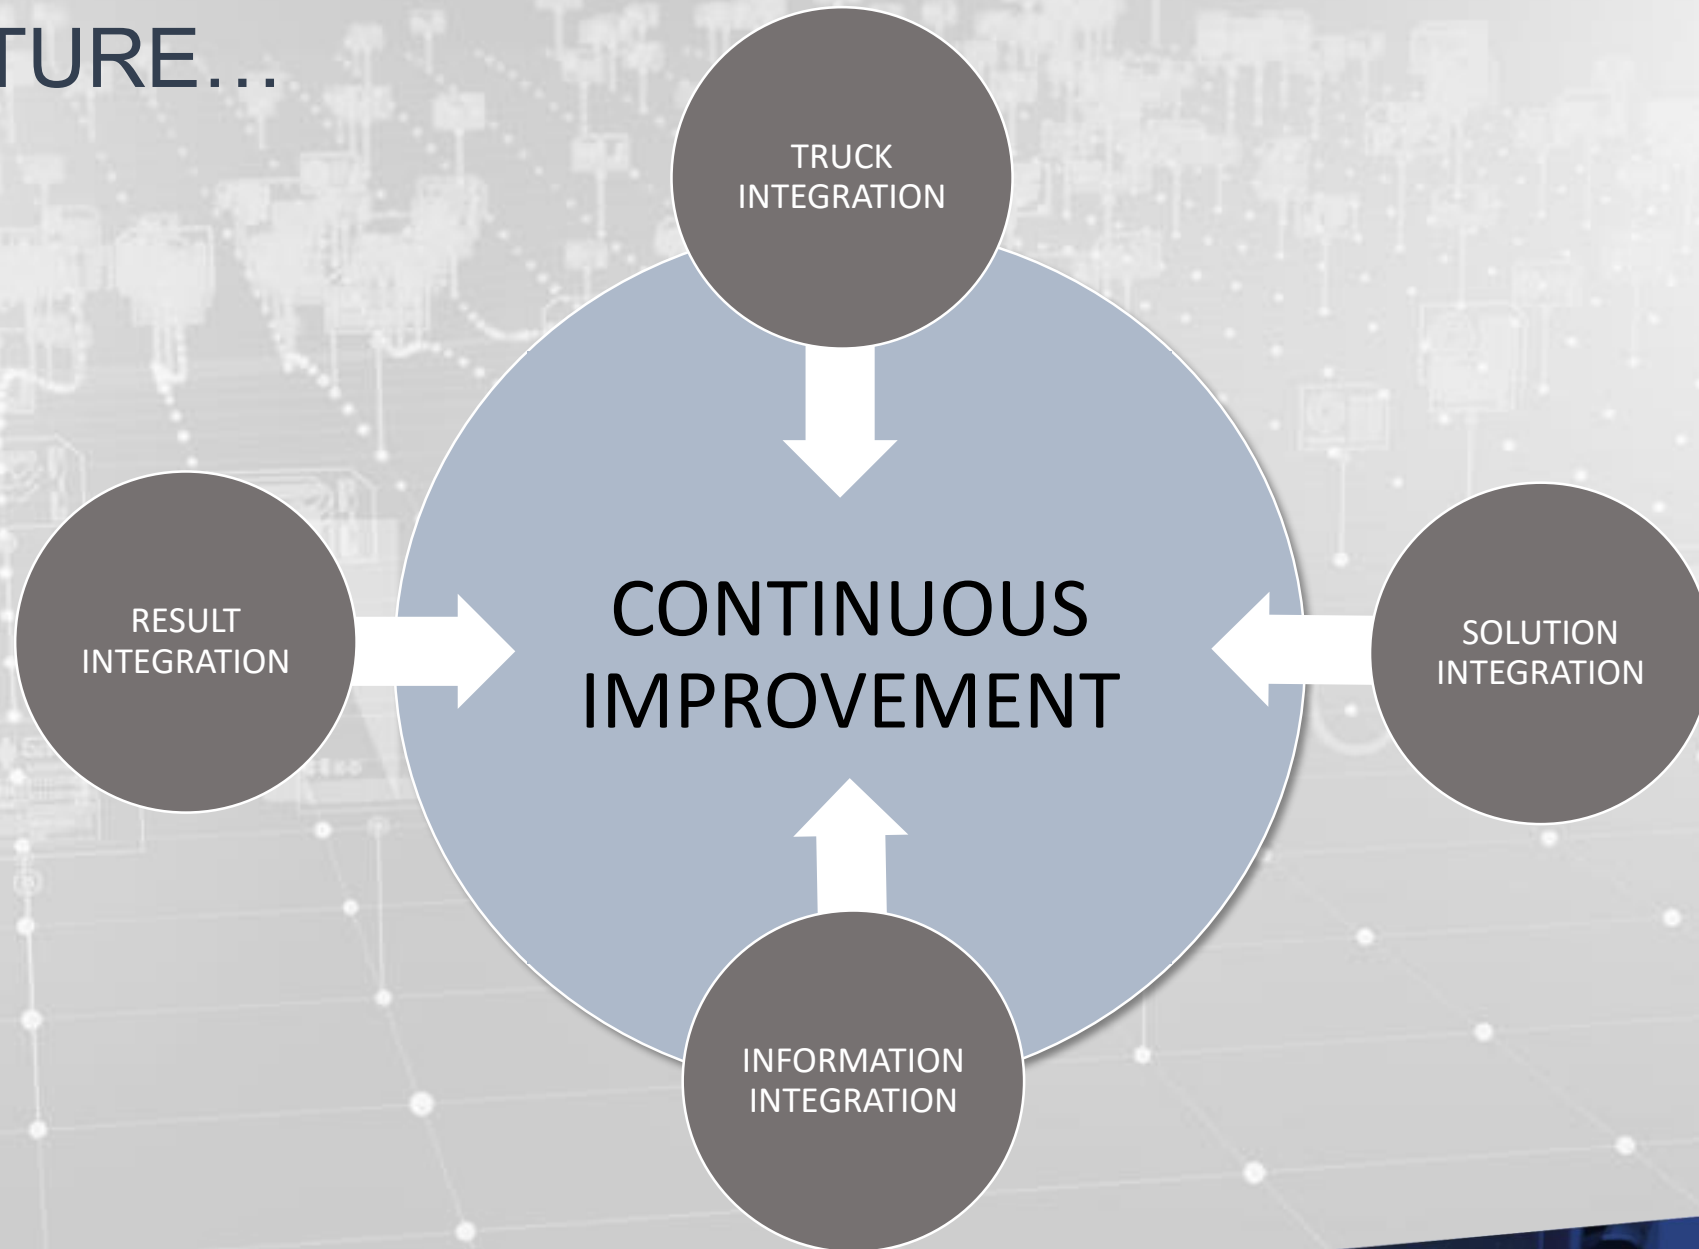 TURE...
TRUCK
INTEGRATION
RESULT
INTEGRATION
CONTINUOUS
IMPROVEMENT
SOLUTION
INTEGRATION
INFORMATION
INTEGRATION